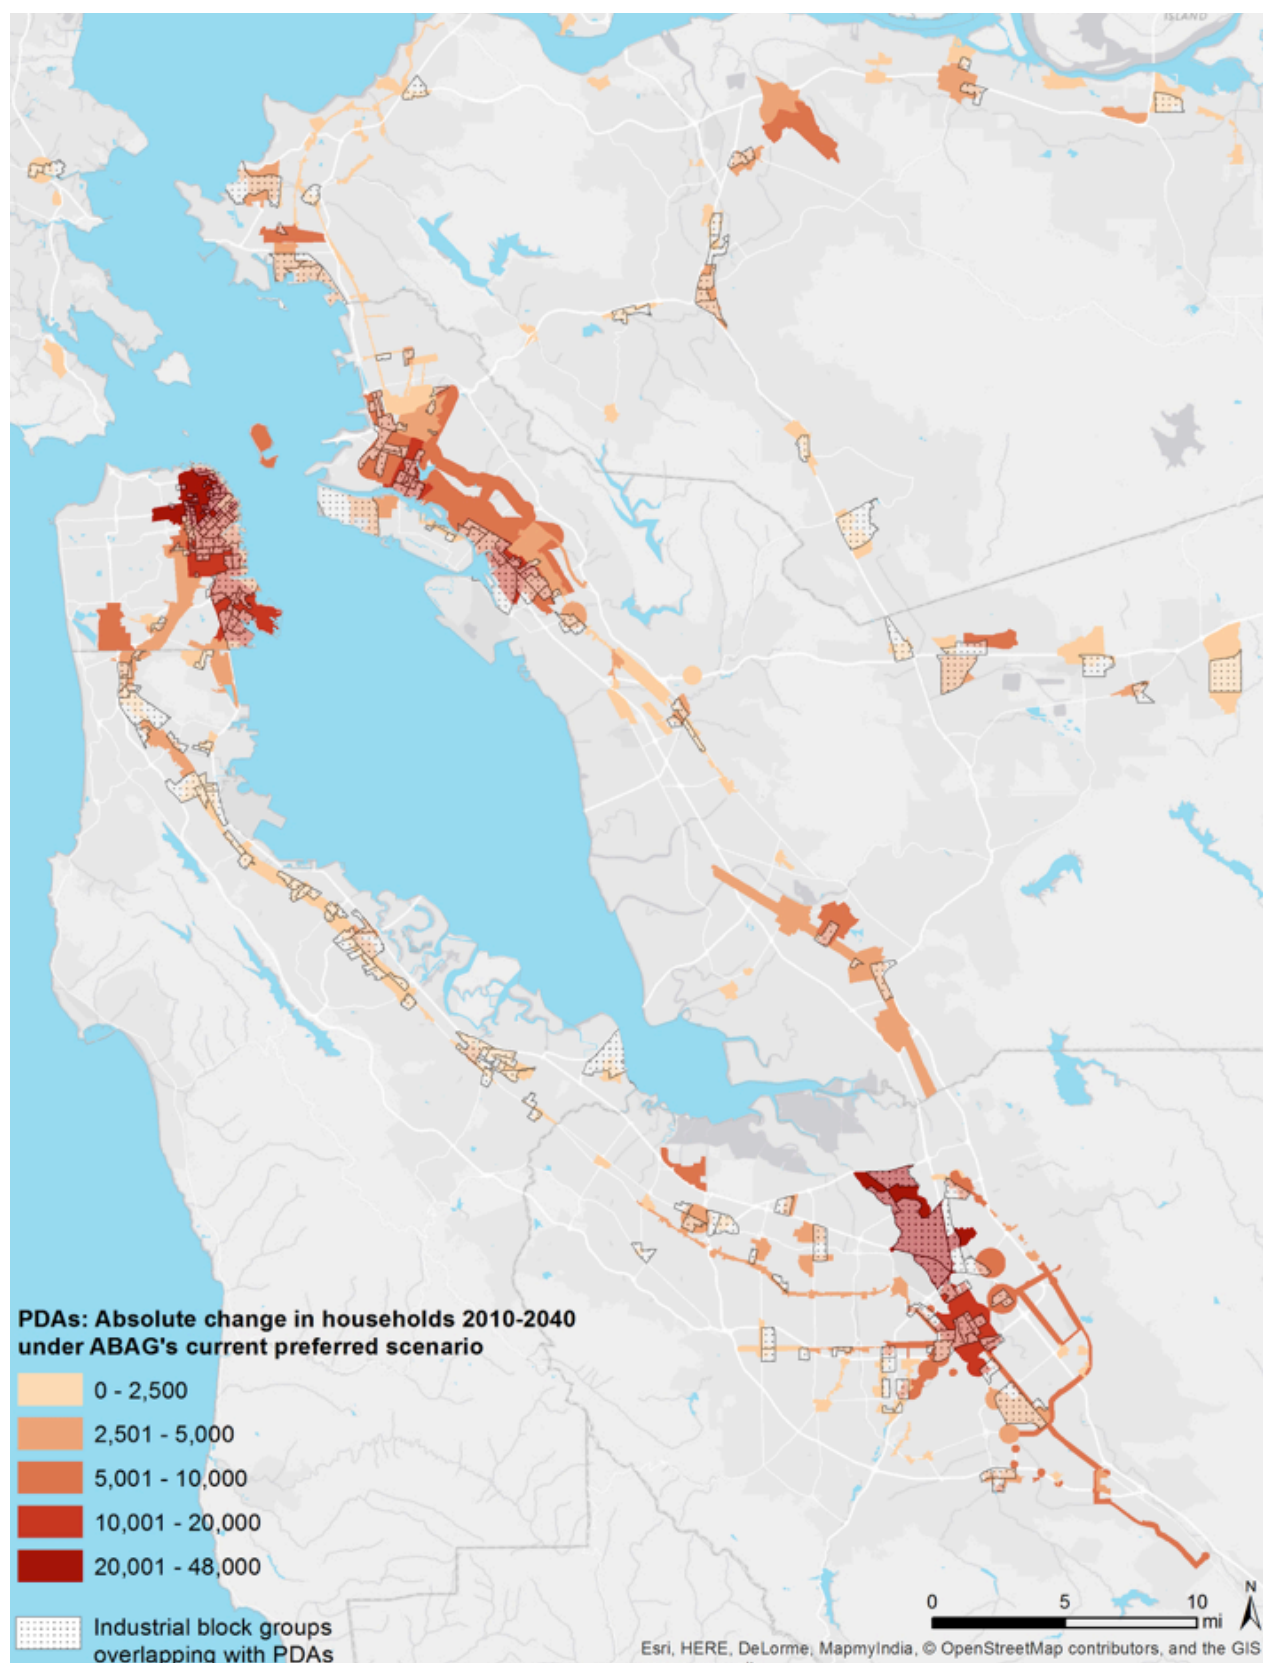 ISLAND
PDAs: Absolute change in households 2010-2040
under ABAG's current preferred scenario
0 - 2,500
2,501 - 5,000
5,001 - 10,000
10,001 - 20,000
20,001 - 48,000
Industrial block groups
overlapping with PDAs
0 5 10
mi
N
Esri, HERE, DeLorme, MapmyIndia, © OpenStreetMap contributors, and the GIS